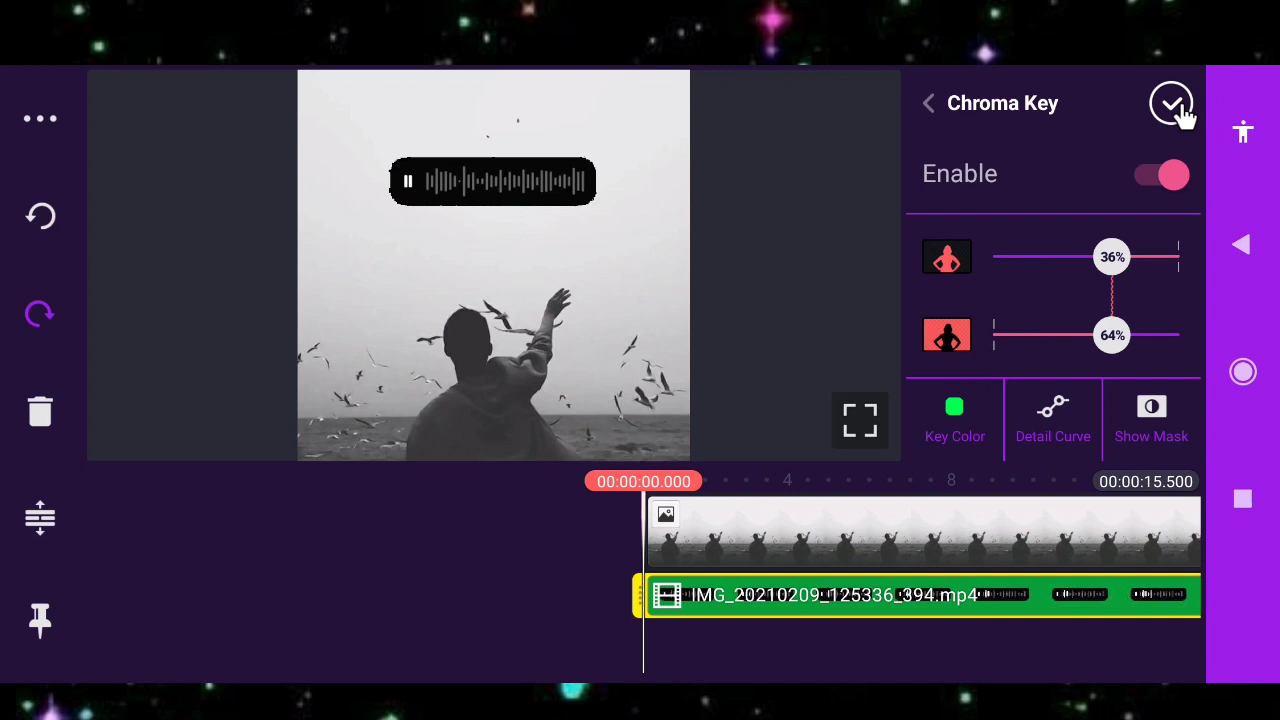 Chroma Key
Enable
36%
64%
Key Color
Detail Curve
Show Mask
00:00:00.000
4
8
00:00:15.500
IMG_20210209_125336_394.mp4